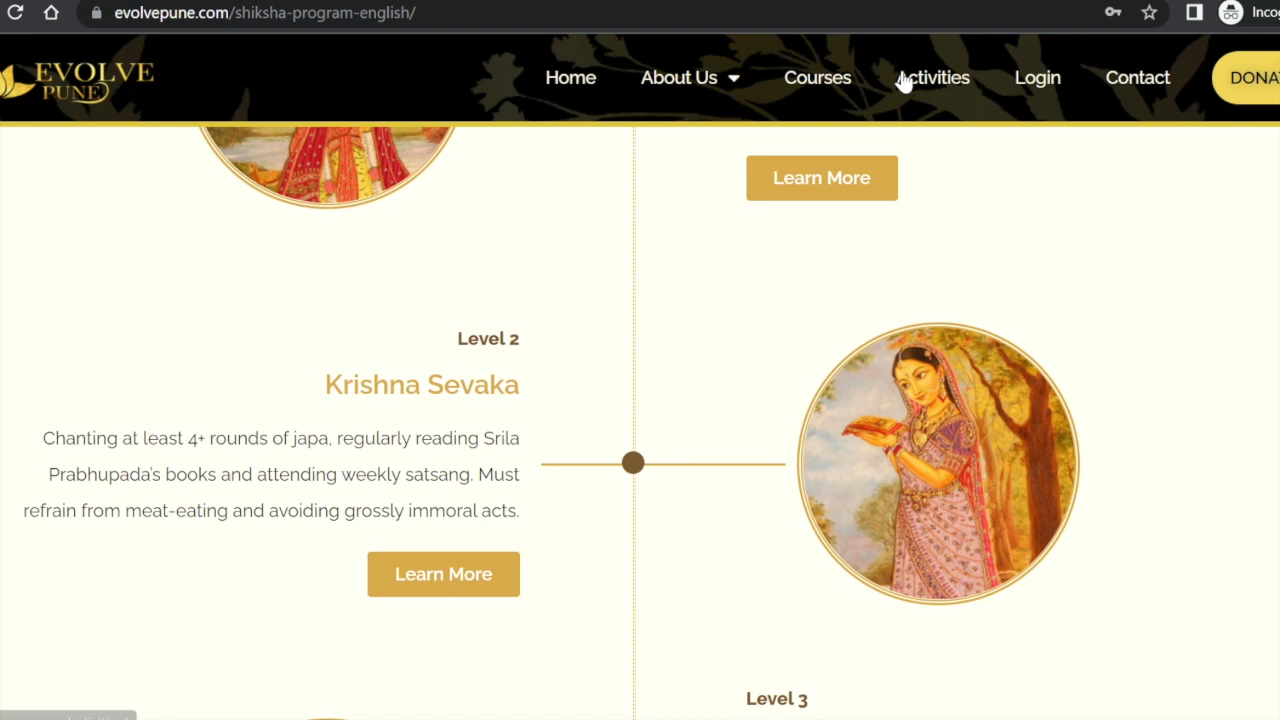 evolvepune.com/shiksha-program-english/
EVOLVE
PUNE
Home
About Us
Courses
Activities
Login
Contact
Learn More
Level 2
Krishna Sevaka
Chanting at least 4+ rounds of japa, regularly reading Srila
Prabhupada's books and attending weekly satsang. Must
refrain from meat-eating and avoiding grossly immoral acts.
Learn More
Level 3